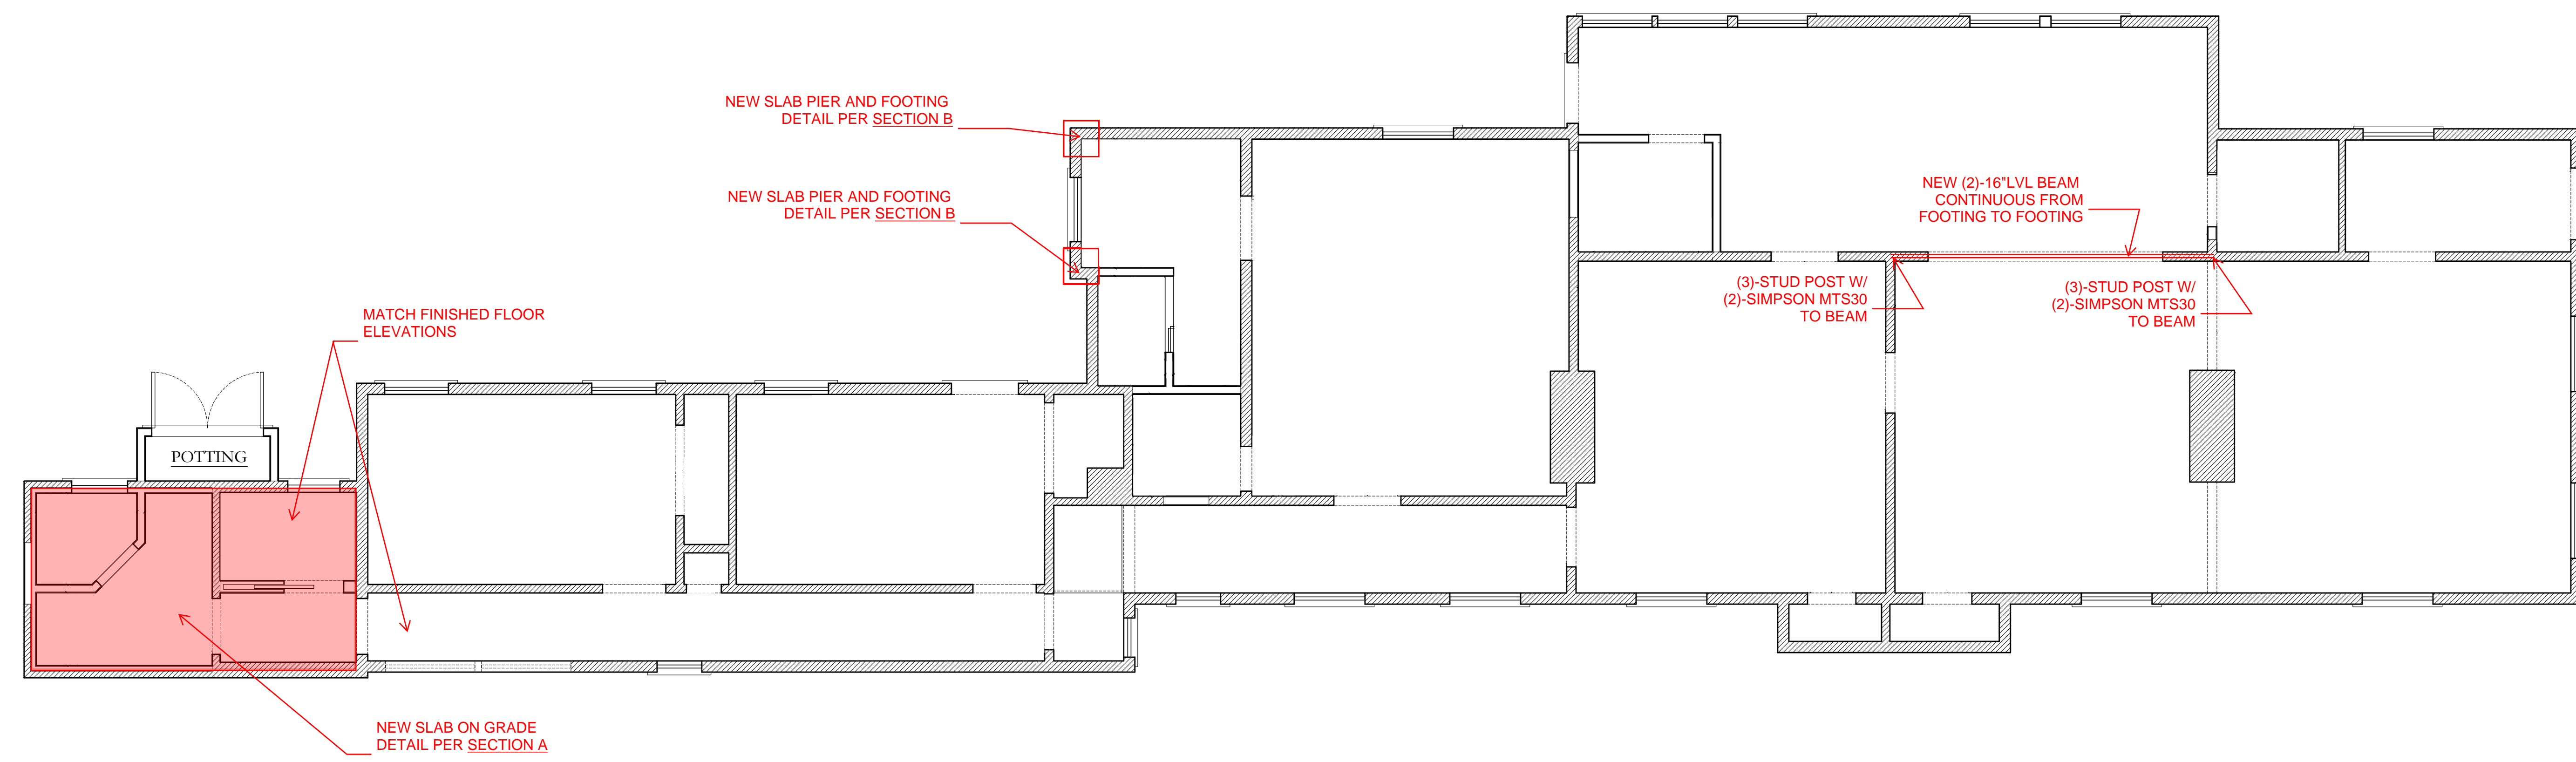 NEW SLAB PIER AND FOOTING
DETAIL PER SECTION B
NEW SLAB PIER AND FOOTING
DETAIL PER SECTION B
NEW (2)-16"LVL BEAM
CONTINUOUS FROM
FOOTING TO FOOTING
(3)-STUD POST W/
(2)-SIMPSON MTS30
TO BEAM
(3)-STUD POST W/
(2)-SIMPSON MTS30
TO BEAM
MATCH FINISHED FLOOR
ELEVATIONS
POTTING
NEW SLAB ON GRADE
DETAIL PER SECTION A